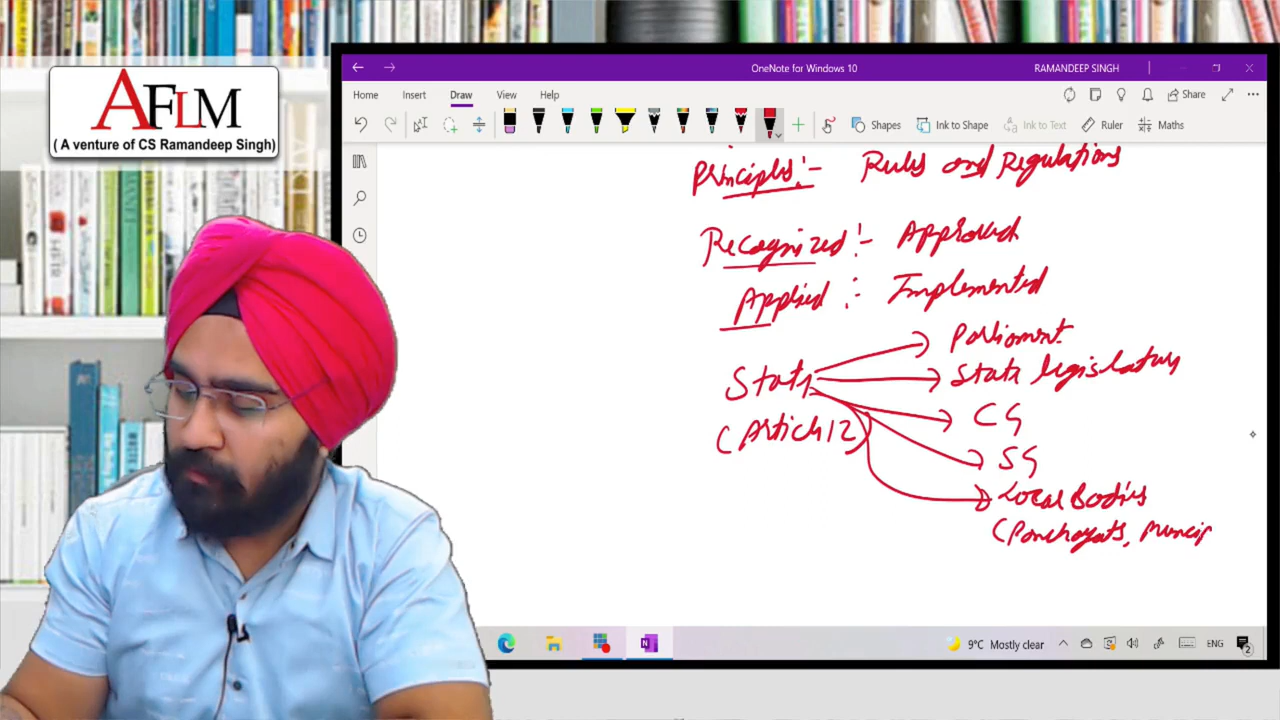 AFLM
( A venture of CS Ramandeep Singh)
OneNote for Windows 10
RAMANDEEP SINGH
Home Insert Draw View Help
Share
Shapes
Ink to Shape
Ink to Text
Ruler
Maths
Principles:- Rules and Regulations
Recognized:- Approved
Applied:- Implemented
State
(Article 12)
Parliament
State legislature
CG
SG
Local Bodies
(Panchayats, Muncip
9°C Mostly clear
ENG
2